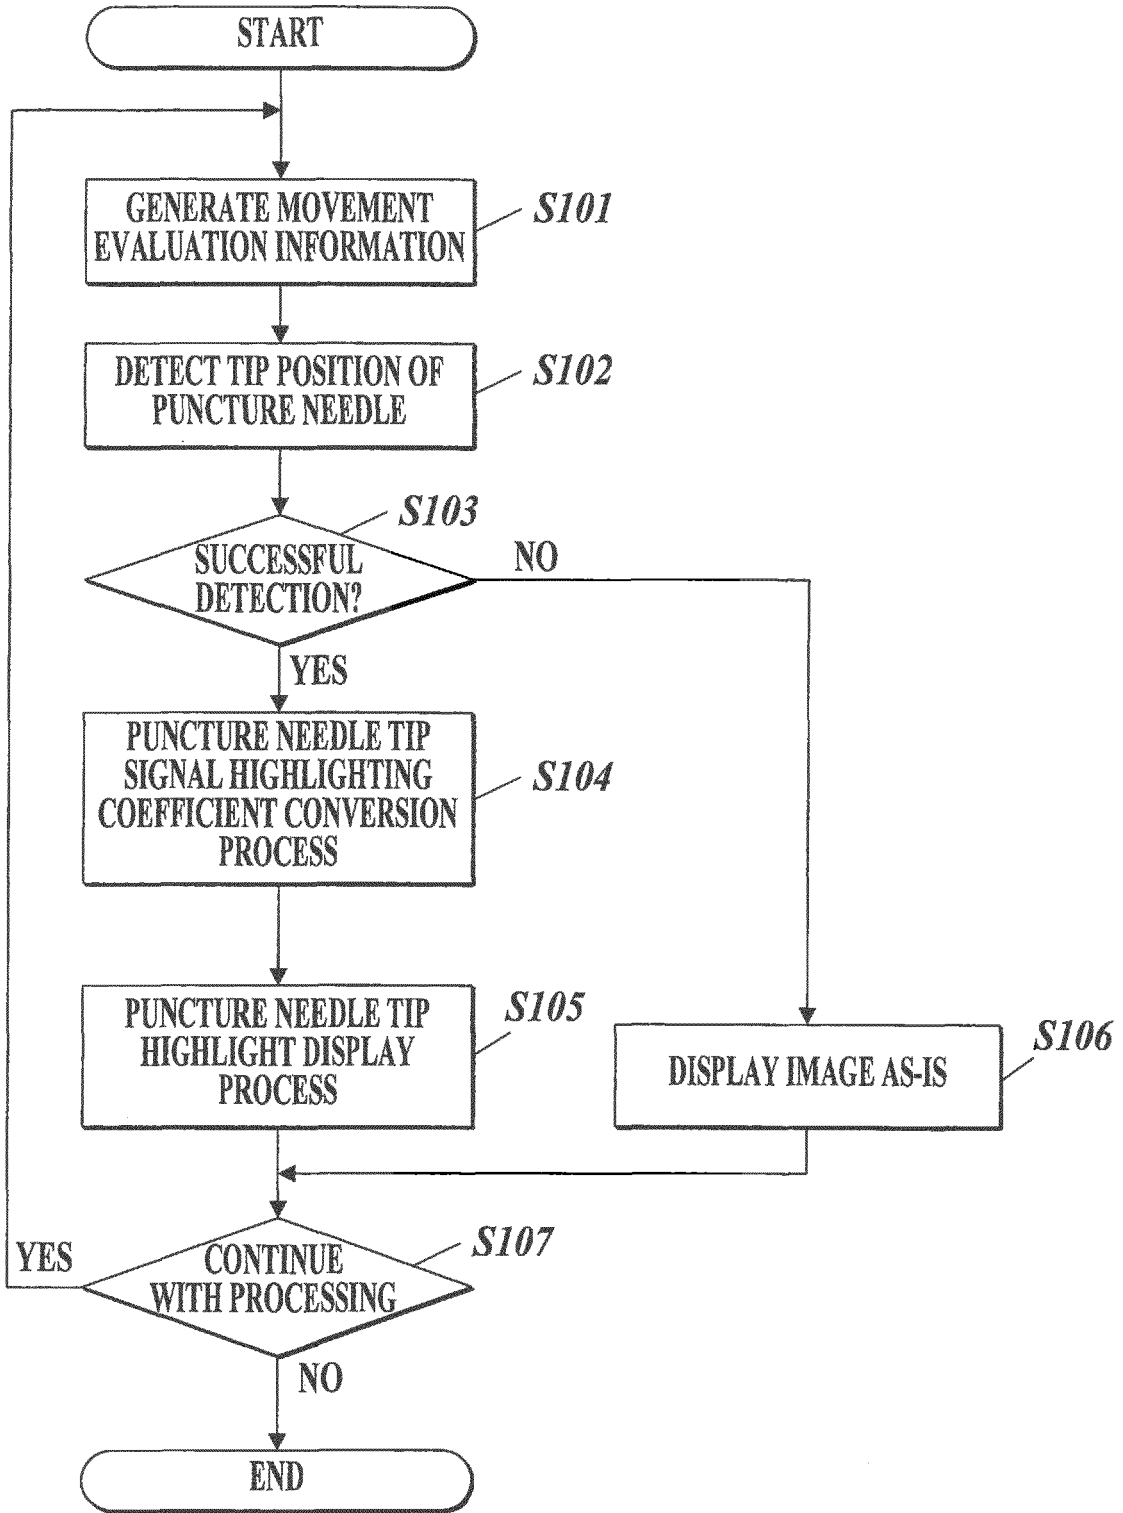 START
GENERATE MOVEMENT
EVALUATION INFORMATION
S101
DETECT TIP POSITION OF
PUNCTURE NEEDLE
S102
S103
SUCCESSFUL
DETECTION?
NO
YES
PUNCTURE NEEDLE TIP
SIGNAL HIGHLIGHTING
COEFFICIENT CONVERSION
PROCESS
S104
PUNCTURE NEEDLE TIP
HIGHLIGHT DISPLAY
PROCESS
S105
DISPLAY IMAGE AS-IS
S106
S107
YES
CONTINUE
WITH PROCESSING
NO
END